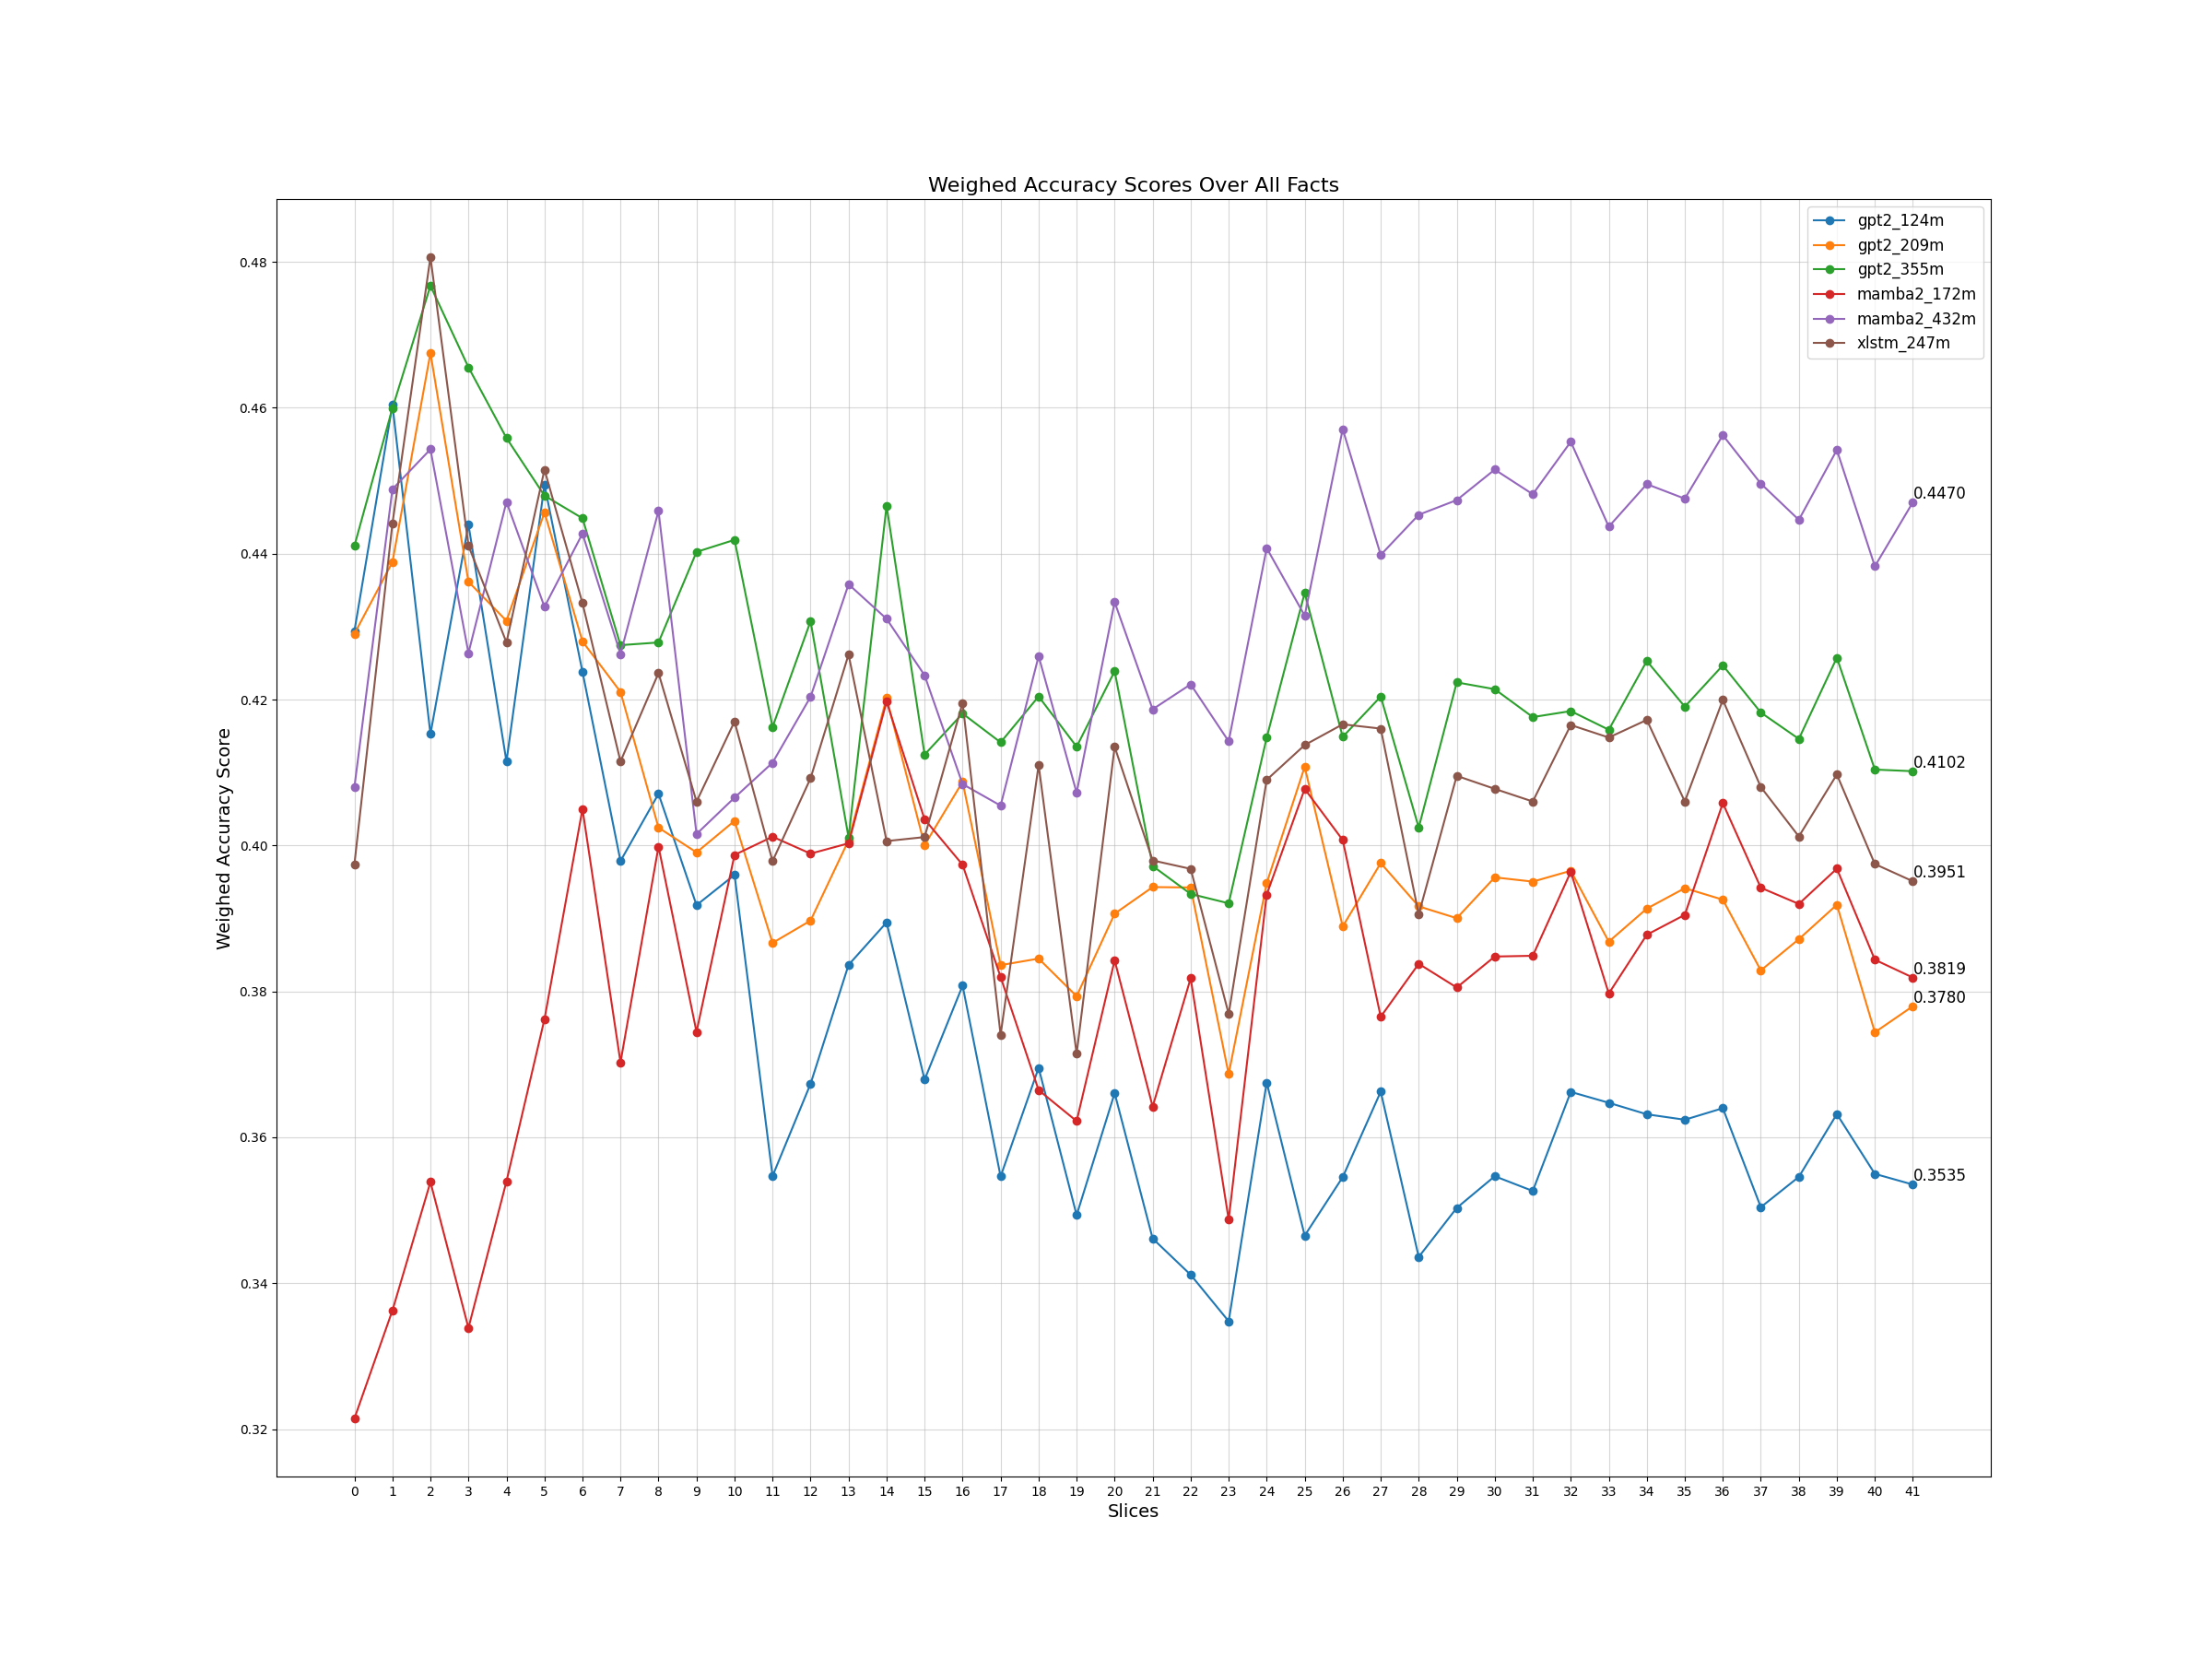 Weighed Accuracy Scores Over All Facts
gpt2_124m
gpt2_209m
gpt2_355m
mamba2_172m
mamba2_432m
xlstm_247m
0.48
0.46
0.44
0.42
0.40
0.38
0.36
0.34
0.32
Weighed Accuracy Score
0.4470
0.4102
0.3951
0.3819
0.3780
0.3535
0 1 2 3 4 5 6 7 8 9 10 11 12 13 14 15 16 17 18 19 20 21 22 23 24 25 26 27 28 29 30 31 32 33 34 35 36 37 38 39 40 41
Slices